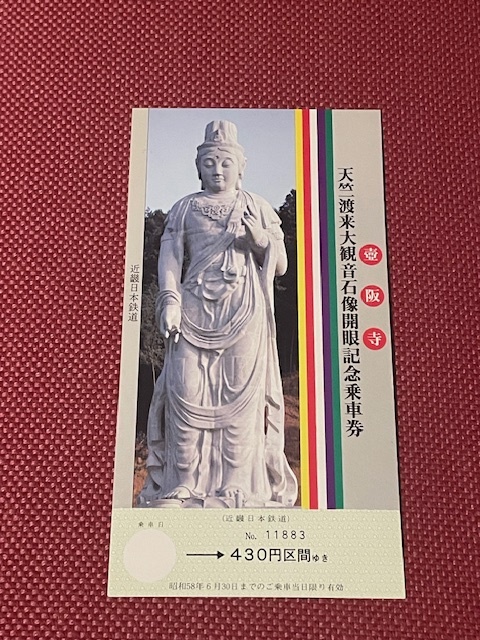 壺阪寺
天竺渡来大観音石像開眼記念乗車券
近畿日本鉄道
(近畿日本鉄道)
乗車日
No. 11883
→430円区間ゆき
昭和58年6月30日までのご乗車当日限り有効